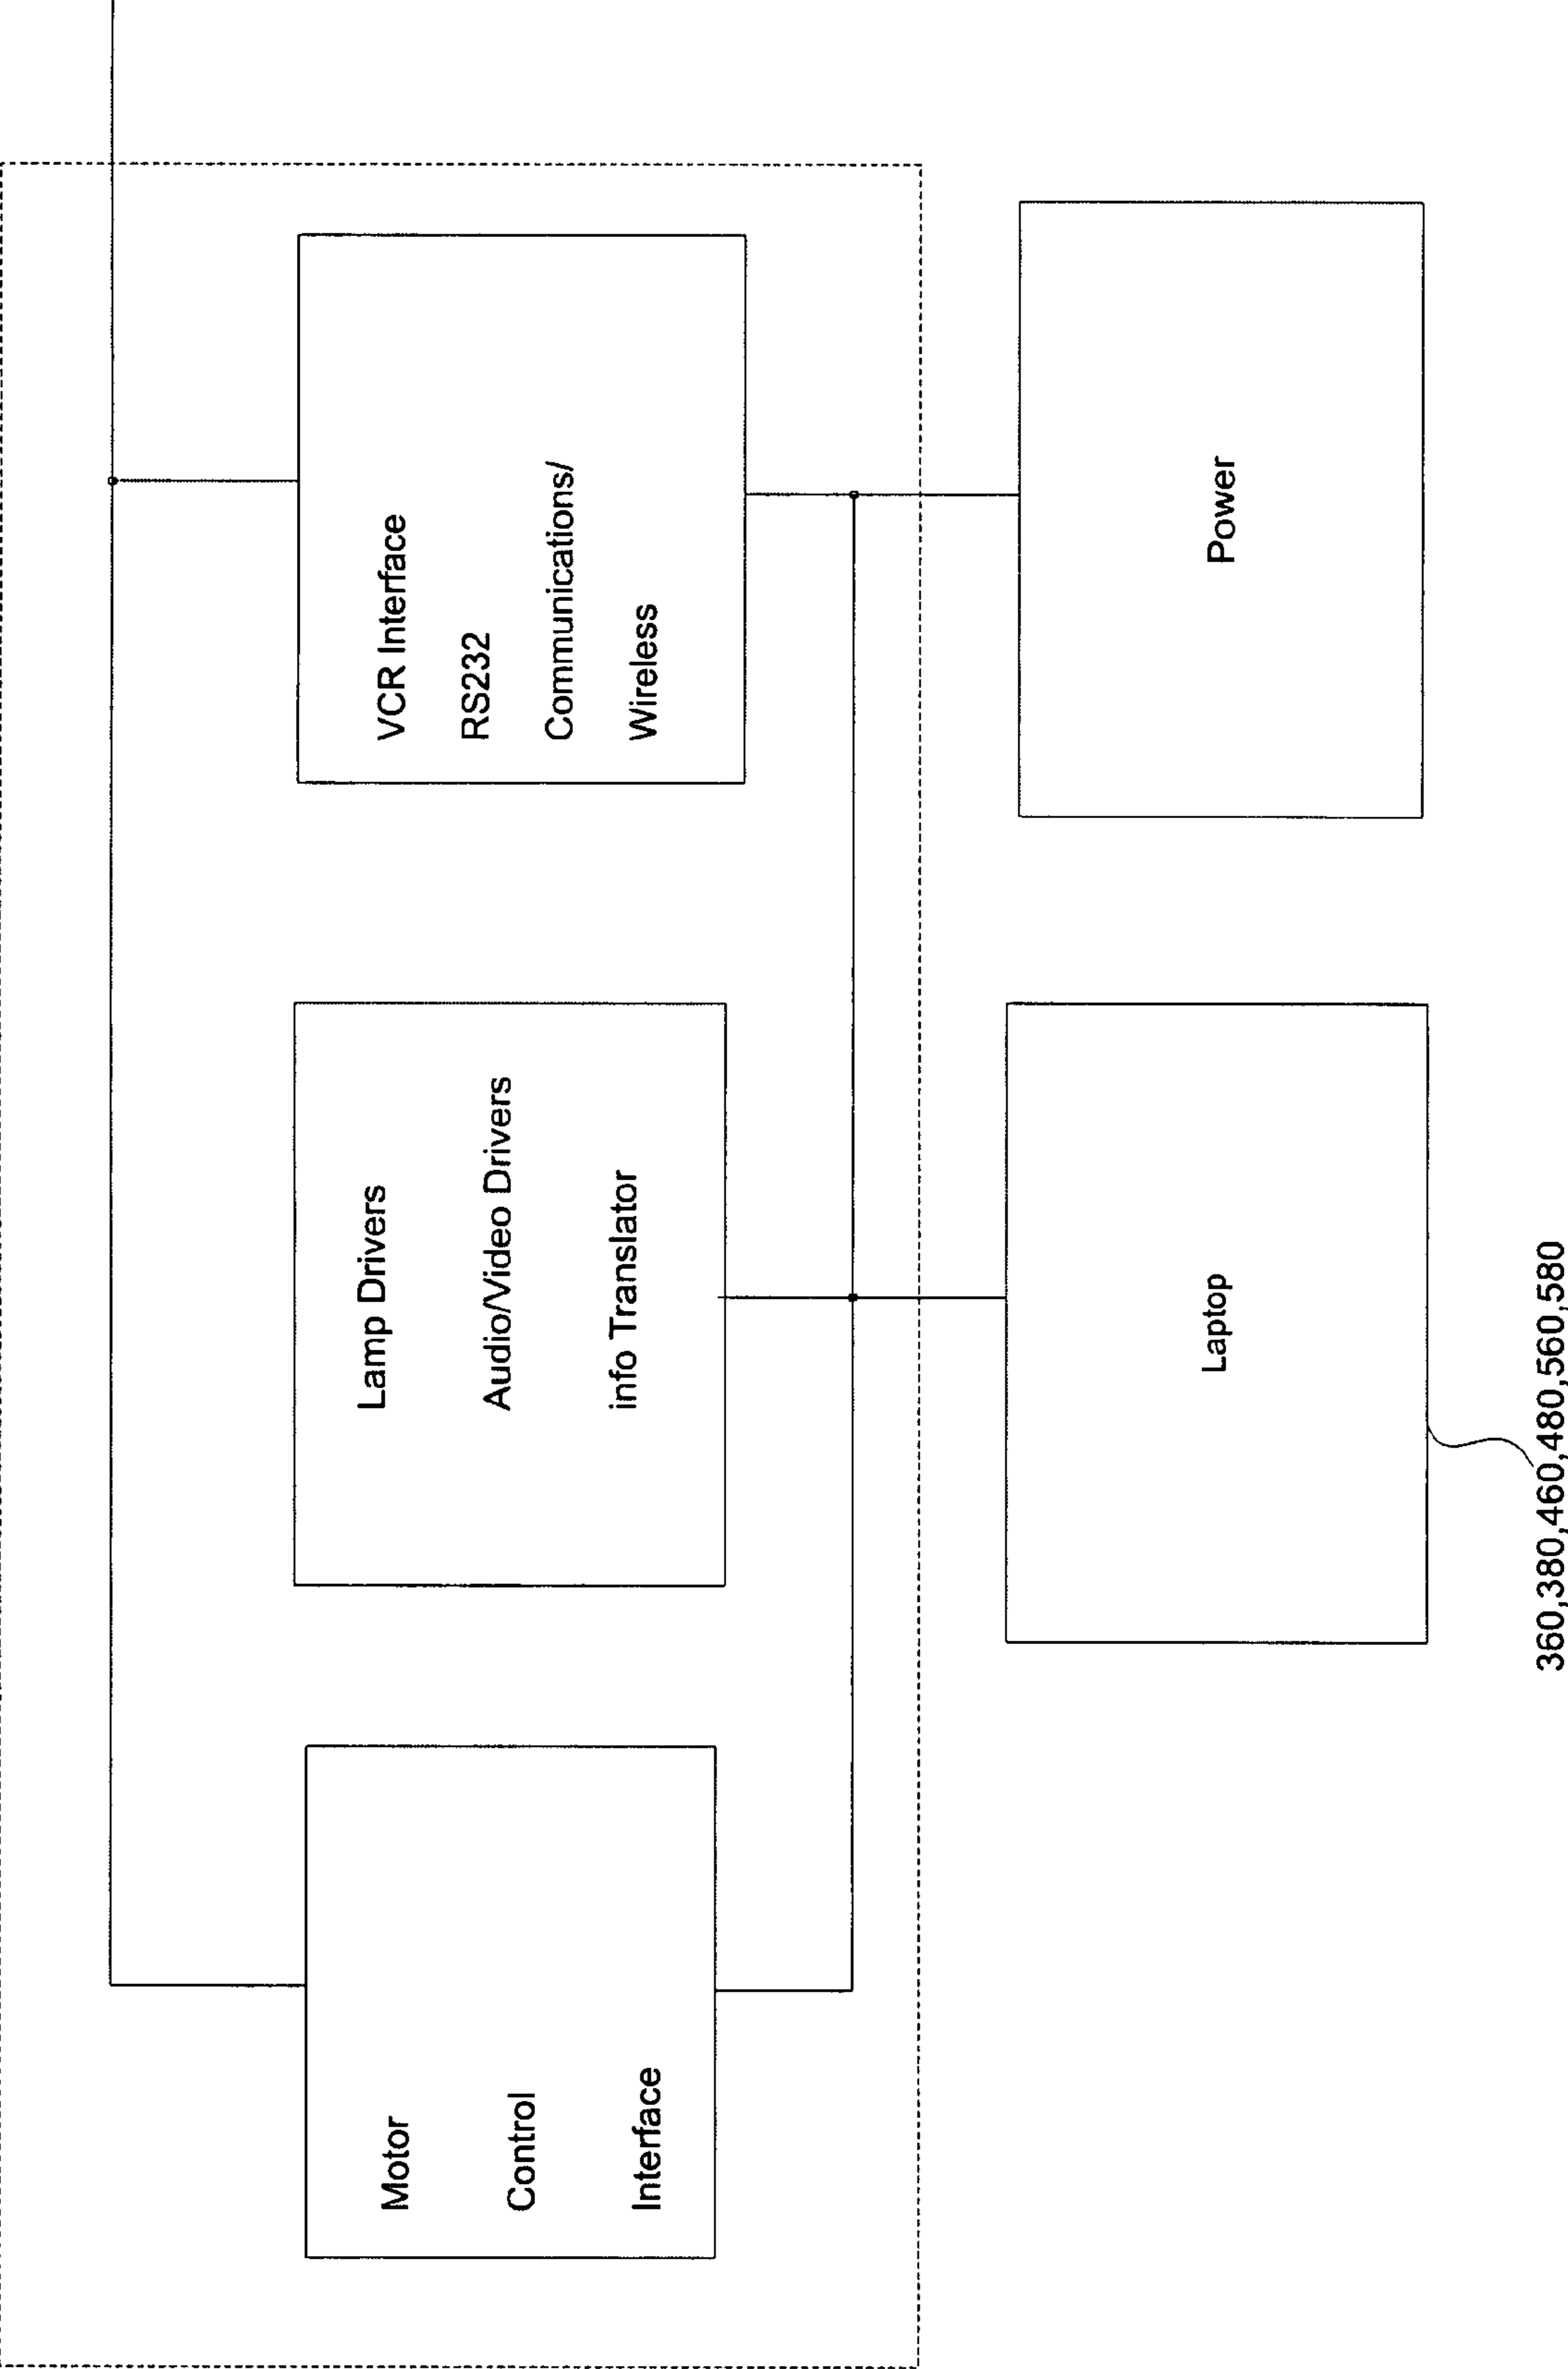 Motor
Control
Interface
Lamp Drivers
Audio/Video Drivers
info Translator
VCR Interface
RS232
Communications/
Wireless
Laptop
Power
360,380,460,480,560,580